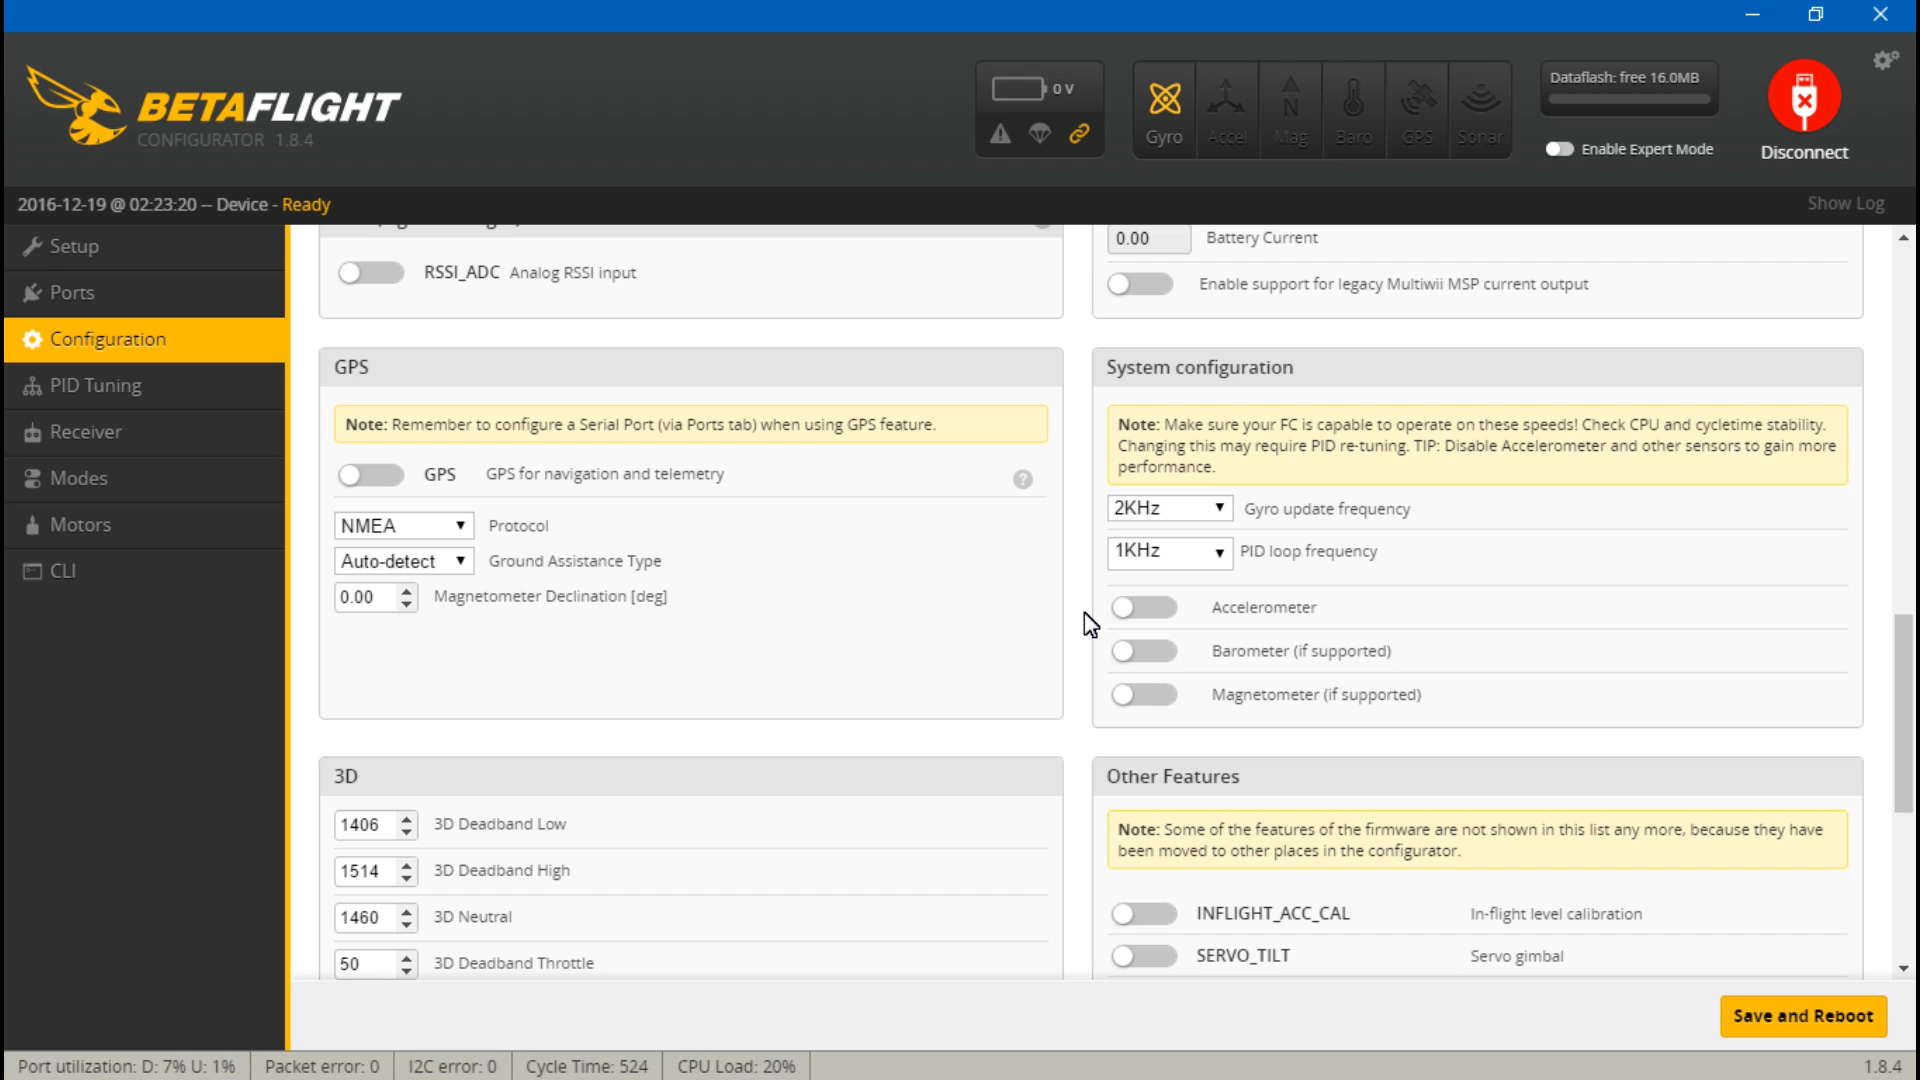 BETAFLIGHT
CONFIGURATOR 1.8.4
0 V
Gyro
Accel
Mag
Baro
GPS
Sonar
Dataflash: free 16.0MB
Enable Expert Mode
Disconnect
2016-12-19 @ 02:23:20 -- Device - Ready
Show Log
Setup
Ports
Configuration
PID Tuning
Receiver
Modes
Motors
CLI
RSSI_ADC Analog RSSI input
0.00 Battery Current
Enable support for legacy Multiwii MSP current output
GPS
Note: Remember to configure a Serial Port (via Ports tab) when using GPS feature.
GPS GPS for navigation and telemetry ?
NMEA Protocol
Auto-detect Ground Assistance Type
0.00 Magnetometer Declination [deg]
System configuration
Note: Make sure your FC is capable to operate on these speeds! Check CPU and cycletime stability.
Changing this may require PID re-tuning. TIP: Disable Accelerometer and other sensors to gain more
performance.
2KHz Gyro update frequency
1KHz PID loop frequency
Accelerometer
Barometer (if supported)
Magnetometer (if supported)
3D
1406 3D Deadband Low
1514 3D Deadband High
1460 3D Neutral
50 3D Deadband Throttle
Other Features
Note: Some of the features of the firmware are not shown in this list any more, because they have
been moved to other places in the configurator.
INFLIGHT_ACC_CAL In-flight level calibration
SERVO_TILT Servo gimbal
Save and Reboot
Port utilization: D: 7% U: 1%
Packet error: 0
I2C error: 0
Cycle Time: 524
CPU Load: 20%
1.8.4